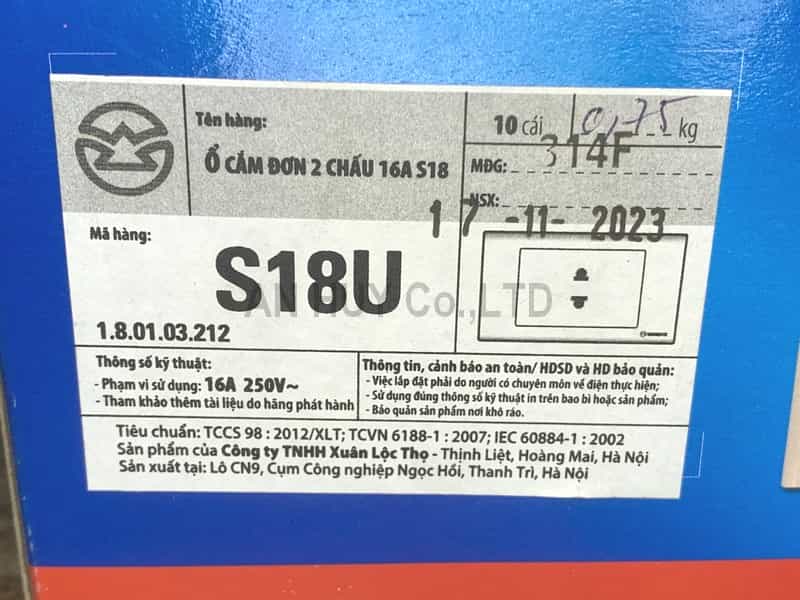 Tên hàng:
Ổ CẮM ĐƠN 2 CHẤU 16A S18
10 cái 0,75 kg
MĐG: 314F
NSX: 17 -11- 2023
Mã hàng:
S18U
AN HUY Co.,LTD
1.8.01.03.212
Thông số kỹ thuật:
- Phạm vi sử dụng: 16A 250V~
- Tham khảo thêm tài liệu do hãng phát hành
Thông tin, cảnh báo an toàn/ HDSD và HD bảo quản:
- Việc lắp đặt phải do người có chuyên môn về điện thực hiện;
- Sử dụng đúng thông số kỹ thuật in trên bao bì hoặc sản phẩm;
- Bảo quản sản phẩm nơi khô ráo.
Tiêu chuẩn: TCCS 98 : 2012/XLT; TCVN 6188-1 : 2007; IEC 60884-1 : 2002
Sản phẩm của Công ty TNHH Xuân Lộc Thọ - Thịnh Liệt, Hoàng Mai, Hà Nội
Sản xuất tại: Lô CN9, Cụm Công nghiệp Ngọc Hồi, Thanh Trì, Hà Nội